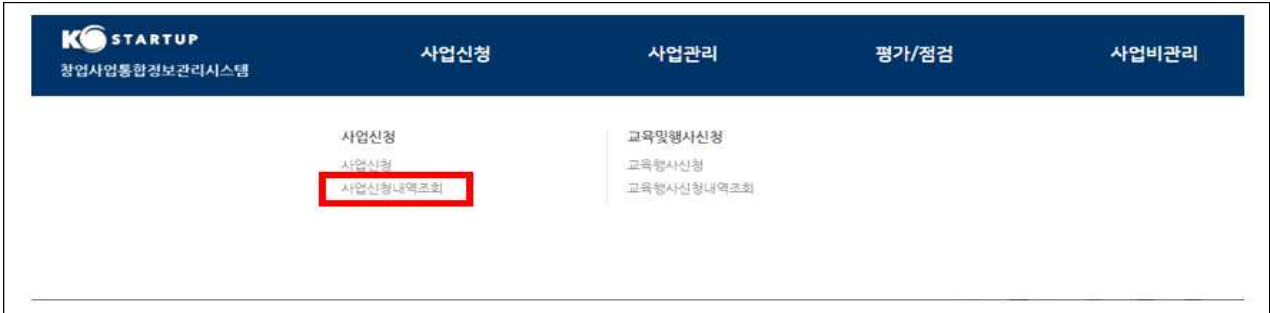 K STARTUP
창업사업통합정보관리시스템
사업신청
사업관리
평가/점검
사업비관리
사업신청
사업신청
사업신청내역조회
교육및행사신청
교육행사신청
교육행사신청내역조회